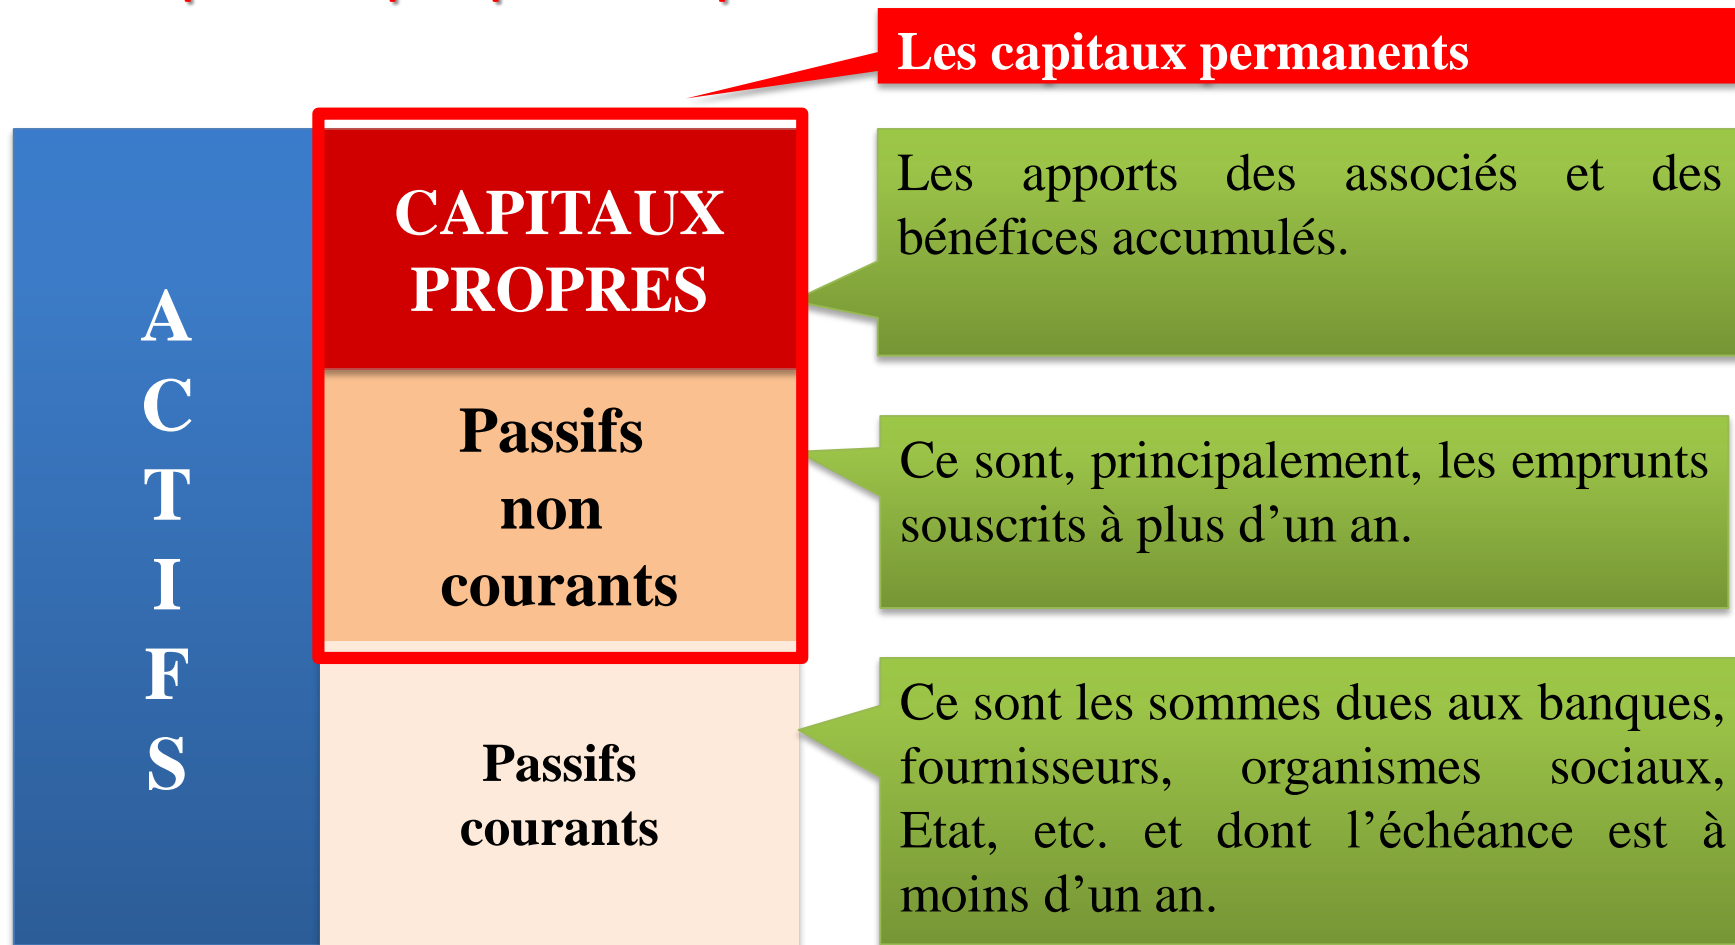 Les capitaux permanents
A
C
T
I
F
S
CAPITAUX
PROPRES
Les apports des associés et des
bénéfices accumulés.
Passifs
non
courants
Ce sont, principalement, les emprunts
souscrits à plus d’un an.
Passifs
courants
Ce sont les sommes dues aux banques,
fournisseurs, organismes sociaux,
Etat, etc. et dont l’échéance est à
moins d’un an.